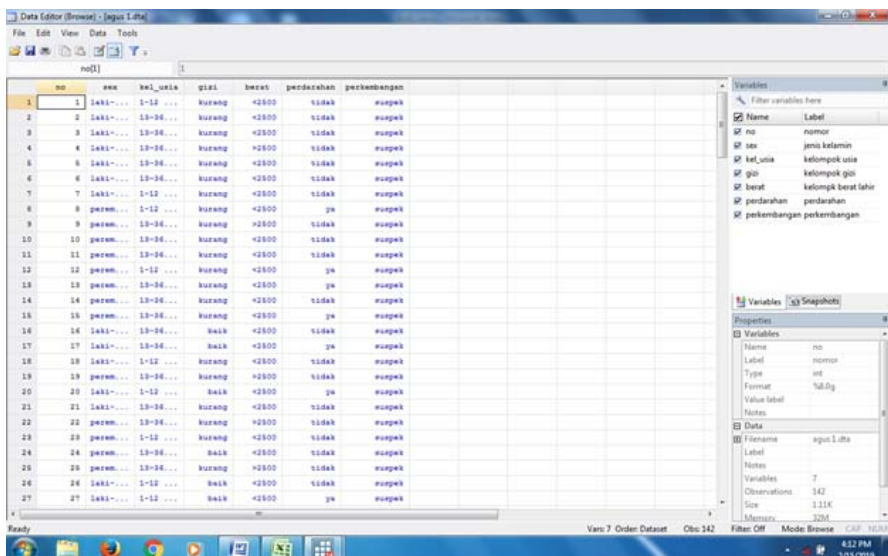 Data Editor (Browse) - [agus 1.dta]
File Edit View Data Tools
no[1] 1
no sex kel_usia gizi berat perdarahan perkembangan
1 1 laki-... 1-12 ... kurang <2500 tidak suspek
2 2 laki-... 13-36... kurang <2500 tidak suspek
3 3 laki-... 13-36... kurang <2500 tidak suspek
4 4 laki-... 13-36... kurang <2500 tidak suspek
5 5 laki-... 13-36... kurang <2500 tidak suspek
6 6 laki-... 13-36... kurang <2500 tidak suspek
7 7 laki-... 1-12 ... kurang <2500 tidak suspek
8 8 perem... 1-12 ... kurang <2500 ya suspek
9 9 perem... 13-36... kurang tidak suspek
10 10 perem... 13-36... kurang tidak suspek
11 11 perem... 13-36... kurang <2500 tidak suspek
12 12 perem... 1-12 ... kurang <2500 ya suspek
13 13 perem... 13-36... kurang <2500 ya suspek
14 14 perem... 13-36... kurang <2500 tidak suspek
15 15 perem... 13-36... kurang <2500 ya suspek
16 16 laki-... 13-36... baik <2500 tidak suspek
17 17 laki-... 13-36... baik <2500 ya suspek
18 18 laki-... 1-12 ... kurang tidak suspek
19 19 perem... 13-36... kurang tidak suspek
20 20 laki-... 1-12 ... baik <2500 ya suspek
21 21 laki-... 13-36... kurang <2500 tidak suspek
22 22 perem... 13-36... kurang tidak suspek
23 23 perem... 1-12 ... kurang <2500 ya suspek
24 24 perem... 13-36... baik <2500 tidak suspek
25 25 perem... 13-36... kurang tidak suspek
26 26 laki-... 1-12 ... baik <2500 tidak suspek
27 27 laki-... 1-12 ... baik <2500 ya suspek
Variables
Filter variables here
Name Label
no nomor
sex jenis kelamin
kel_usia kelompok usia
gizi kelompok gizi
berat kelompk berat lahir
perdarahan perdarahan
perkembangan perkembangan
Variables Snapshots
Properties
Variables
Name no
Label nomor
Type int
Format %8.0g
Value label
Notes
Data
Filename agus 1.dta
Label
Notes
Variables 7
Observations 142
Size 1.11K
Memory 32M
Ready Vars: 7 Order: Dataset Obs: 142 Filter: Off Mode: Browse CAP NUM
4:12 PM